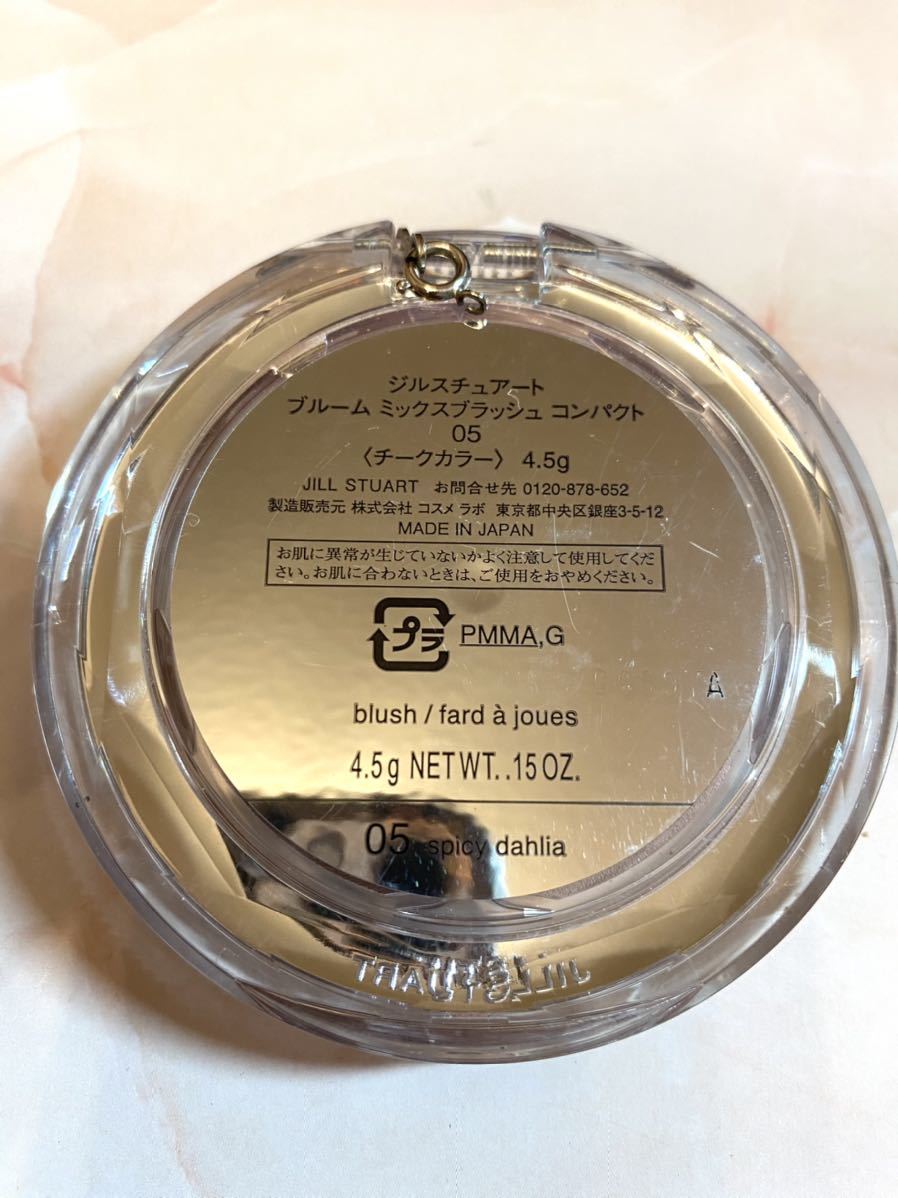 ジルスチュアート
ブルーム ミックスブラッシュ コンパクト
05
〈チークカラー〉 4.5g
JILL STUART お問合せ先 0120-878-652
製造販売元 株式会社 コスメ ラボ 東京都中央区銀座3-5-12
MADE IN JAPAN
お肌に異常が生じていないかよく注意して使用してくだ
さい。お肌に合わないときは、ご使用をおやめください。
プラ PMMA,G
A
blush / fard à joues
4.5g NET WT. .15 OZ.
05 spicy dahlia
JILL STUART